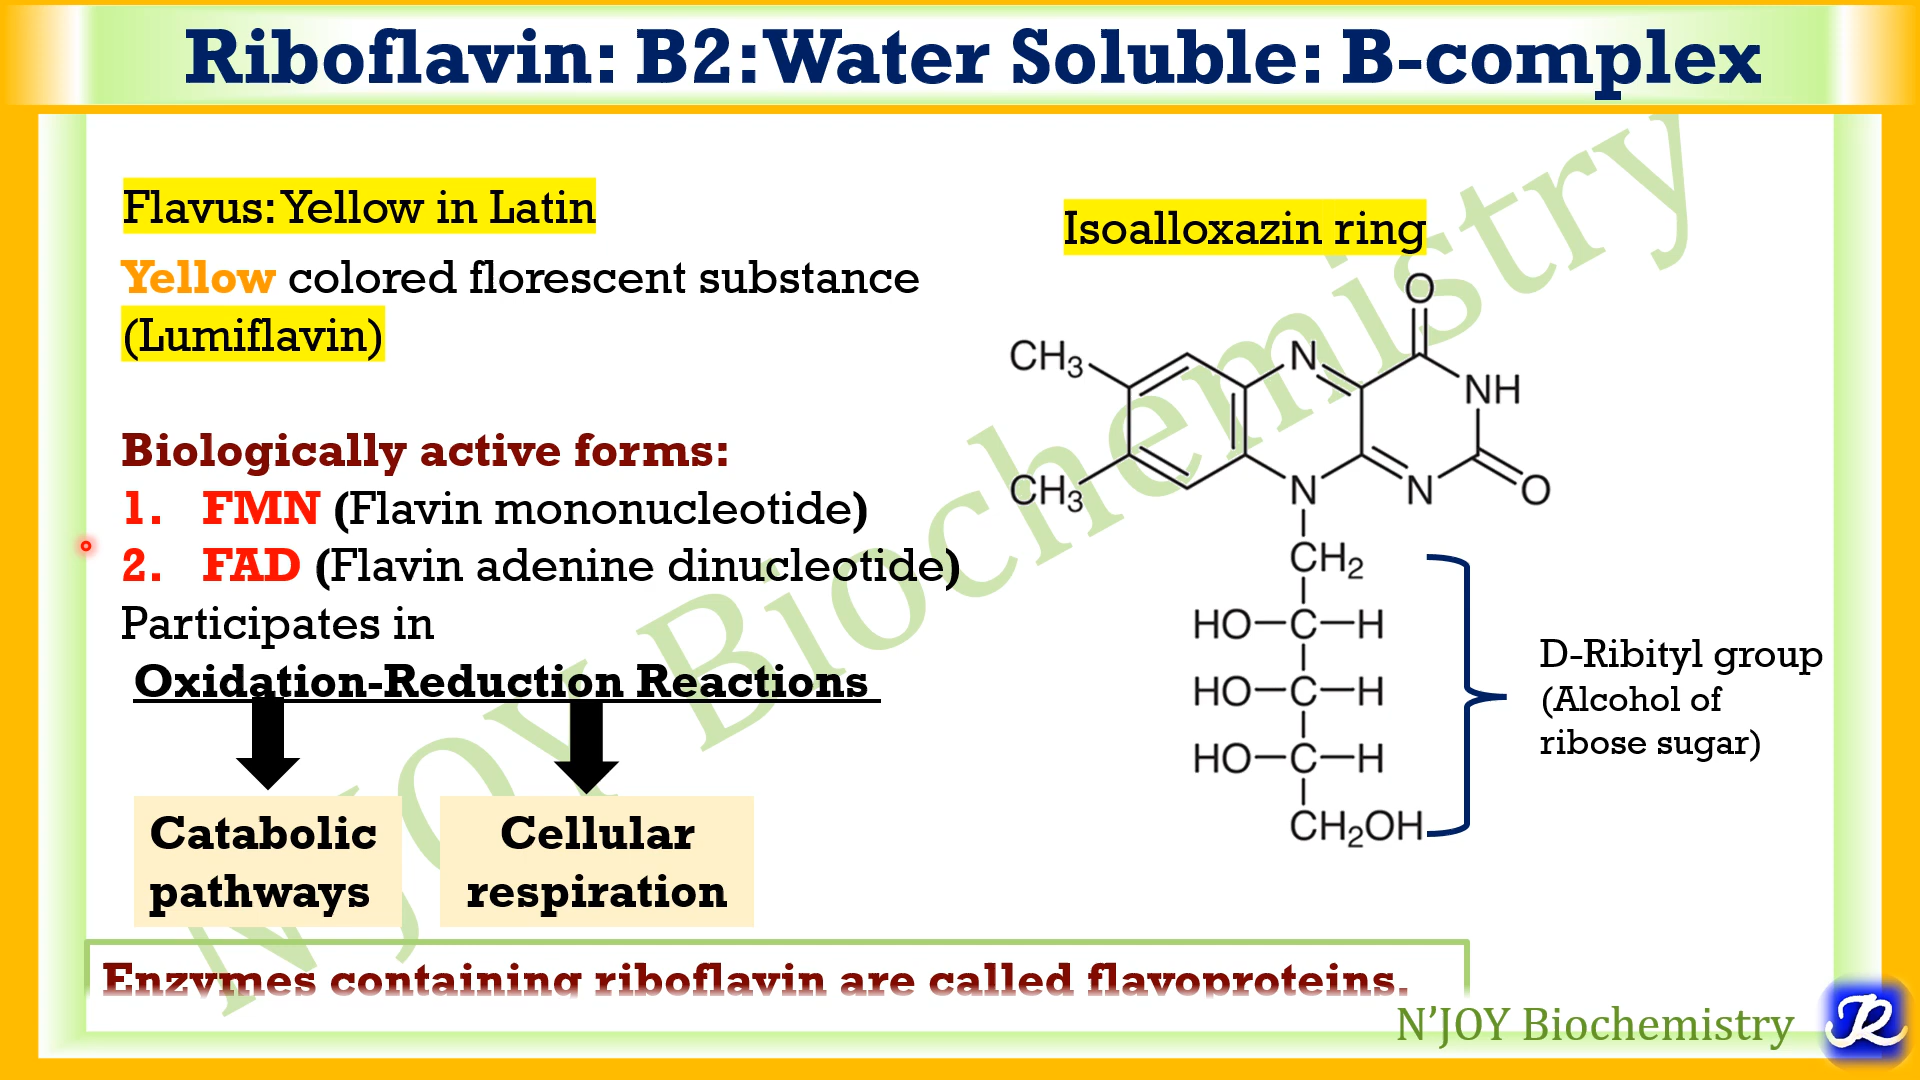 Riboflavin: B2: Water Soluble: B-complex
Flavus: Yellow in Latin
Yellow colored florescent substance
(Lumiflavin)
Biologically active forms:
1. FMN (Flavin mononucleotide)
2. FAD (Flavin adenine dinucleotide)
Participates in
Oxidation-Reduction Reactions
Catabolic
pathways
Cellular
respiration
Enzymes containing riboflavin are called flavoproteins.
Isoalloxazin ring
O
CH3
N
NH
CH3
N
N
O
CH2
HO—C—H
HO—C—H
HO—C—H
CH2OH
D-Ribityl group
(Alcohol of
ribose sugar)
N'JOY Biochemistry
N'JOY Biochemistry